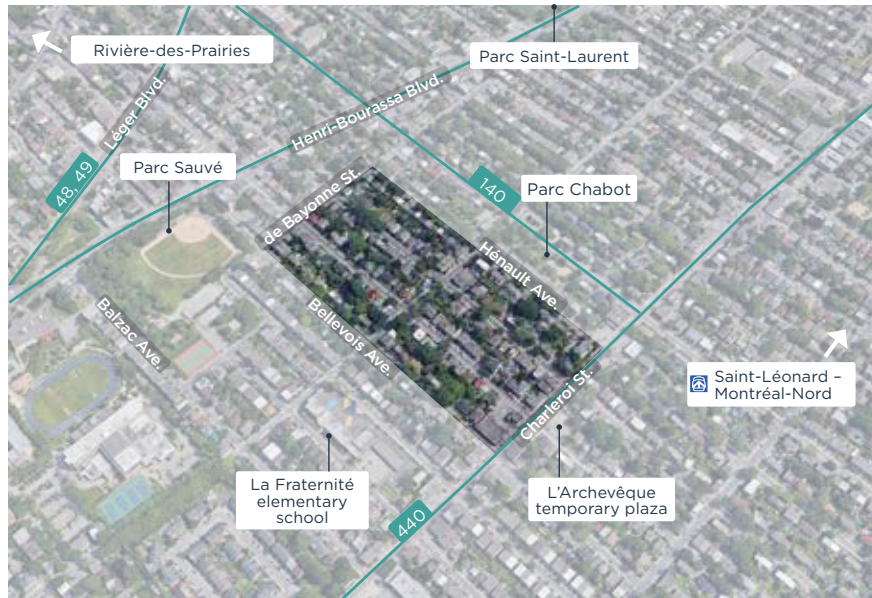 Rivière-des-Prairies
Parc Saint-Laurent
Léger Blvd.
Henri-Bourassa Blvd.
48, 49
Parc Sauvé
de Bayonne St.
140
Parc Chabot
Hénault Ave.
Balzac Ave.
Bellevois Ave.
Charleroi St.
Saint-Léonard –
Montréal-Nord
La Fraternité
elementary
school
L'Archevêque
temporary plaza
440